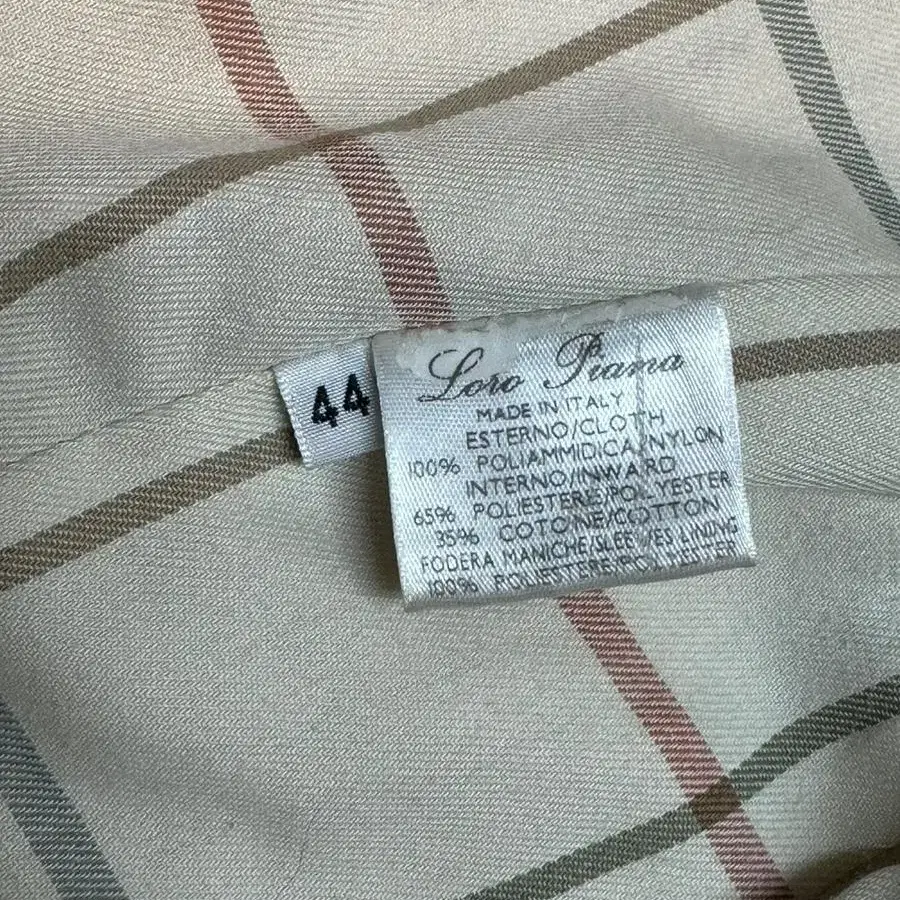 44
Loro Piana
MADE IN ITALY
ESTERNO/CLOTH
100% POLIAMMIDICA/NYLON
INTERNO/INWARD
65% POLIESTERE/POLYESTER
35% COTONE/COTTON
FODERA MANICHE/SLEEVES LINING
100% POLIESTERE/POLYESTER